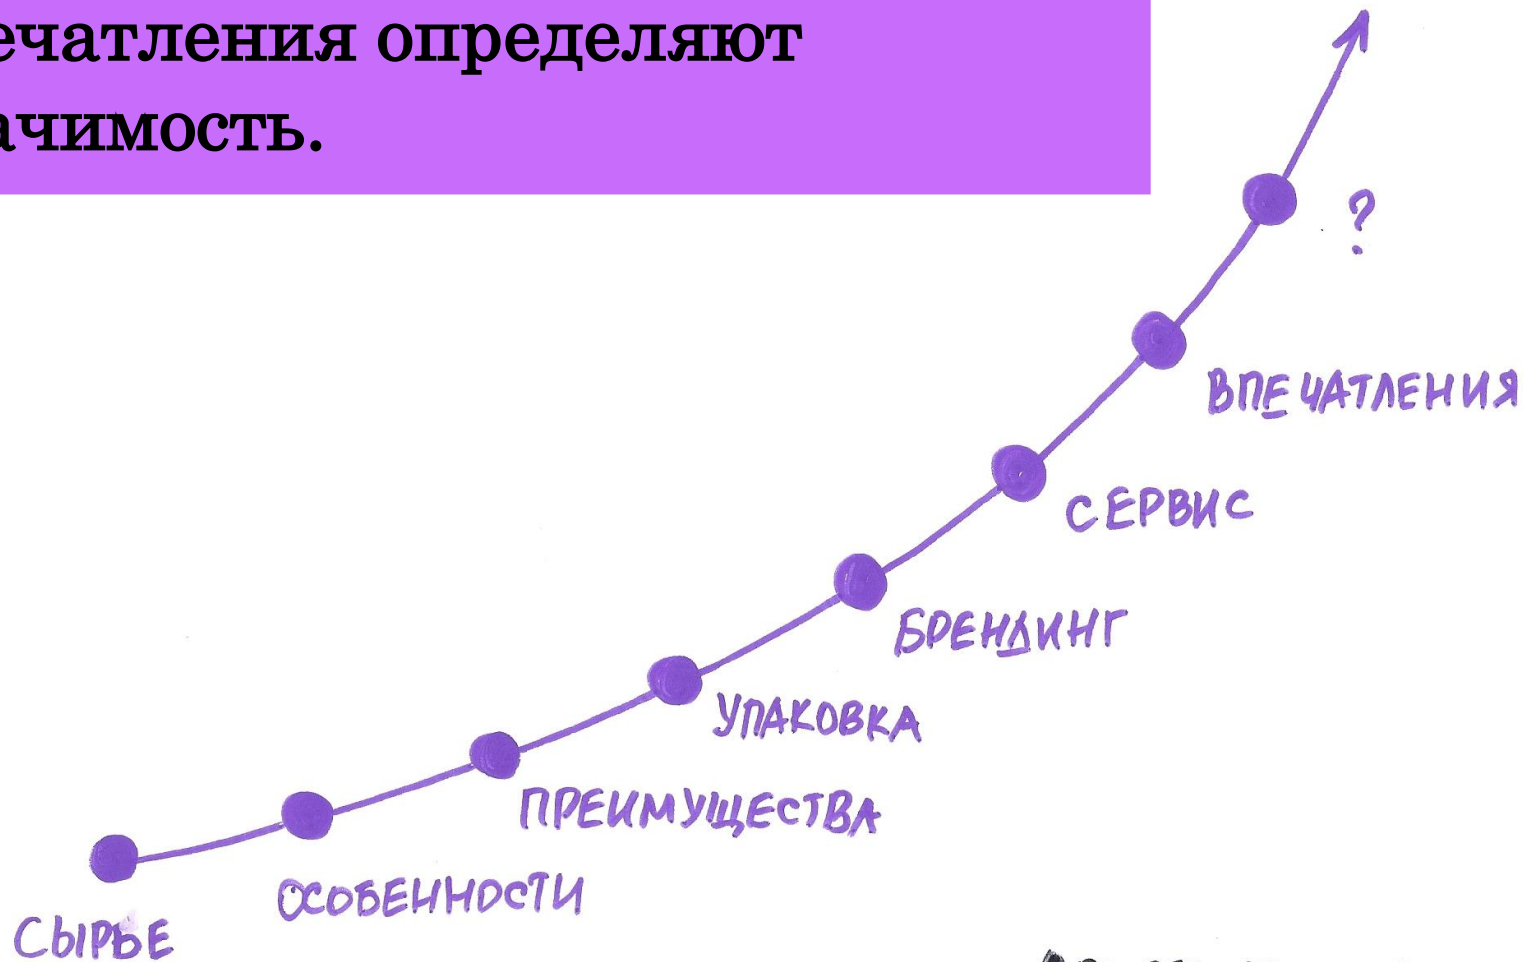 ечатления определяют
ачимость.
?
ВПЕЧАТЛЕНИЯ
СЕРВИС
БРЕНДИНГ
УПАКОВКА
ПРЕИМУЩЕСТВА
ОСОБЕННОСТИ
СЫРЬЕ